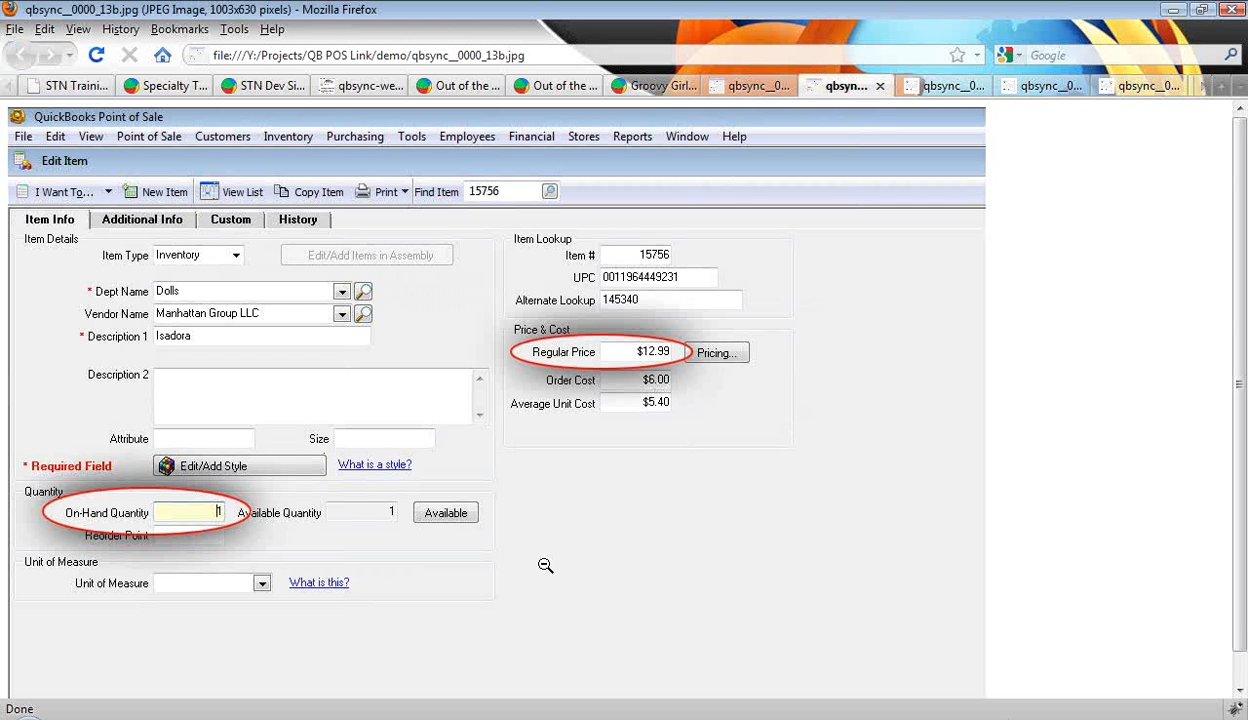 qbsync__0000_13b.jpg (JPEG Image, 1003x630 pixels) - Mozilla Firefox
File Edit View History Bookmarks Tools Help
file:///Y:/Projects/QB POS Link/demo/qbsync__0000_13b.jpg Google
STN Traini... Specialty T... STN Dev Si... qbsync-we... Out of the ... Out of the ... Groovy Girl... qbsync__0... qbsyn... qbsync__0... qbsync__0... qbsync__0...
QuickBooks Point of Sale
File Edit View Point of Sale Customers Inventory Purchasing Tools Employees Financial Stores Reports Window Help
Edit Item
I Want To... New Item View List Copy Item Print Find Item 15756
Item Info Additional Info Custom History
Item Details Item Lookup
Item Type Inventory Edit/Add Items in Assembly Item # 15756
UPC 0011964449231
* Dept Name Dolls Alternate Lookup 145340
Vendor Name Manhattan Group LLC
* Description 1 Isadora Price & Cost
Regular Price $12.99 Pricing...
Description 2 Order Cost $6.00
Average Unit Cost $5.40
Attribute Size
* Required Field Edit/Add Style What is a style?
Quantity
On-Hand Quantity 1 Available Quantity 1 Available
Reorder Point
Unit of Measure
Unit of Measure What is this?
Done